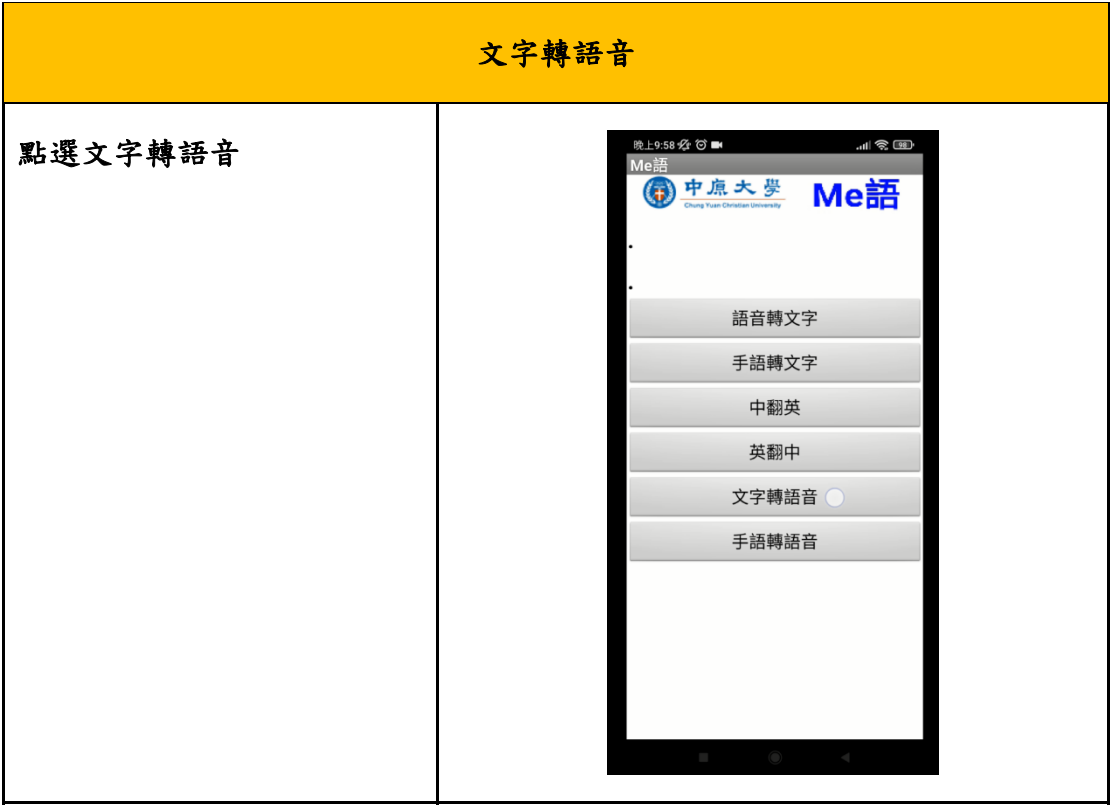 文字轉語音
點選文字轉語音
晚上9:58
98
Me語
中原大學
Chung Yuan Christian University
Me語
語音轉文字
手語轉文字
中翻英
英翻中
文字轉語音
手語轉語音